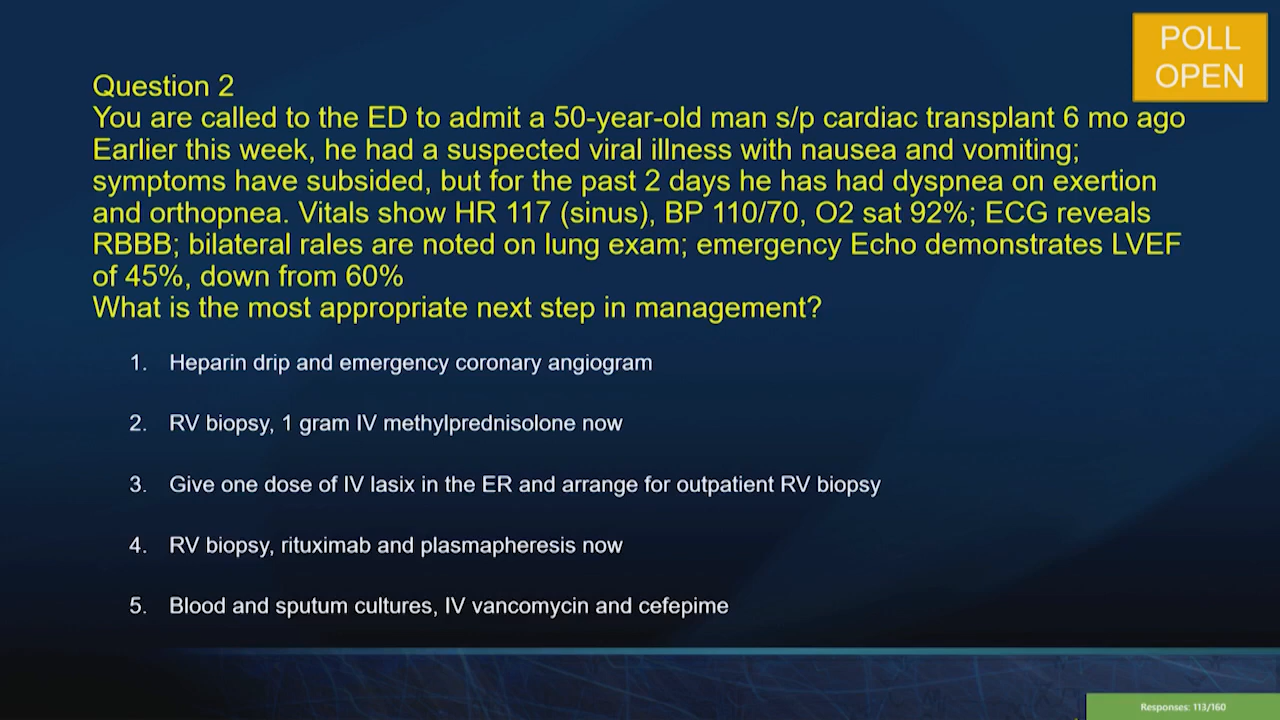 POLL
OPEN
Question 2
You are called to the ED to admit a 50-year-old man s/p cardiac transplant 6 mo ago
Earlier this week, he had a suspected viral illness with nausea and vomiting;
symptoms have subsided, but for the past 2 days he has had dyspnea on exertion
and orthopnea. Vitals show HR 117 (sinus), BP 110/70, O2 sat 92%; ECG reveals
RBBB; bilateral rales are noted on lung exam; emergency Echo demonstrates LVEF
of 45%, down from 60%
What is the most appropriate next step in management?
1. Heparin drip and emergency coronary angiogram
2. RV biopsy, 1 gram IV methylprednisolone now
3. Give one dose of IV lasix in the ER and arrange for outpatient RV biopsy
4. RV biopsy, rituximab and plasmapheresis now
5. Blood and sputum cultures, IV vancomycin and cefepime
Responses: 113/160